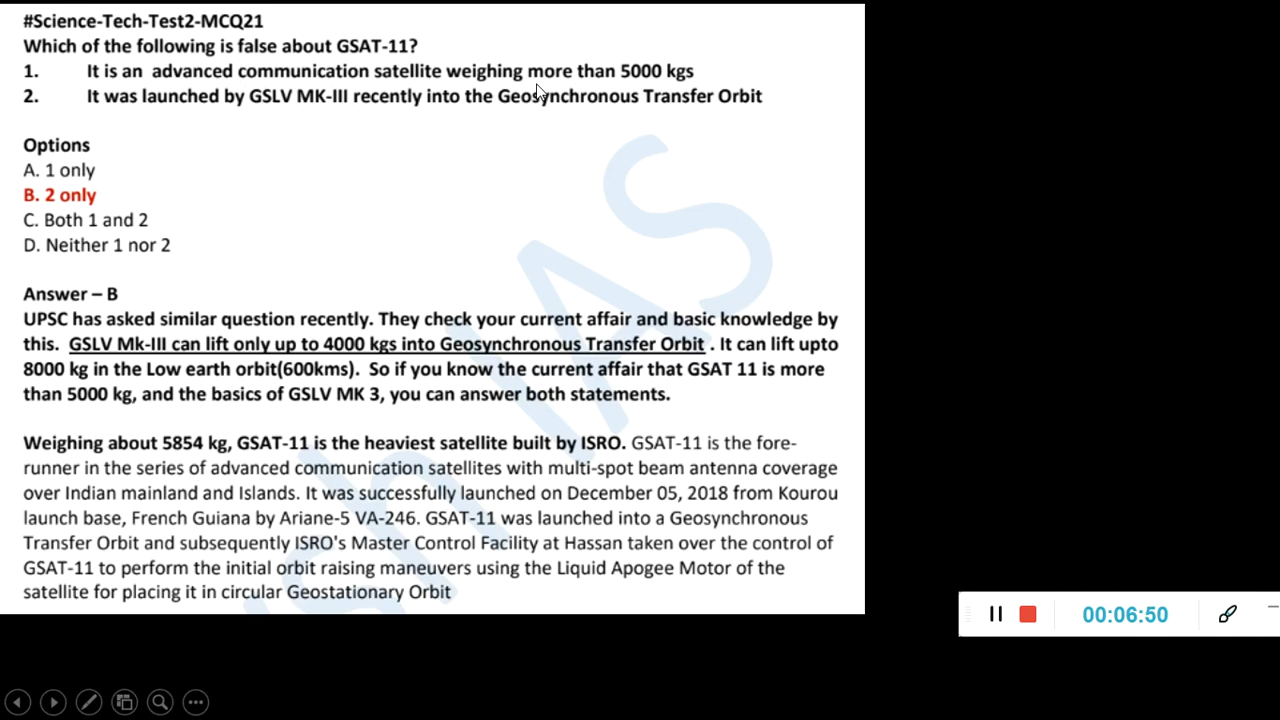 #Science-Tech-Test2-MCQ21
Which of the following is false about GSAT-11?
1. It is an advanced communication satellite weighing more than 5000 kgs
2. It was launched by GSLV MK-III recently into the Geosynchronous Transfer Orbit
Options
A. 1 only
B. 2 only
C. Both 1 and 2
D. Neither 1 nor 2
Answer – B
UPSC has asked similar question recently. They check your current affair and basic knowledge by
this. GSLV Mk-III can lift only up to 4000 kgs into Geosynchronous Transfer Orbit . It can lift upto
8000 kg in the Low earth orbit(600kms). So if you know the current affair that GSAT 11 is more
than 5000 kg, and the basics of GSLV MK 3, you can answer both statements.
Weighing about 5854 kg, GSAT-11 is the heaviest satellite built by ISRO. GSAT-11 is the fore-
runner in the series of advanced communication satellites with multi-spot beam antenna coverage
over Indian mainland and Islands. It was successfully launched on December 05, 2018 from Kourou
launch base, French Guiana by Ariane-5 VA-246. GSAT-11 was launched into a Geosynchronous
Transfer Orbit and subsequently ISRO's Master Control Facility at Hassan taken over the control of
GSAT-11 to perform the initial orbit raising maneuvers using the Liquid Apogee Motor of the
satellite for placing it in circular Geostationary Orbit
IAS
00:06:50